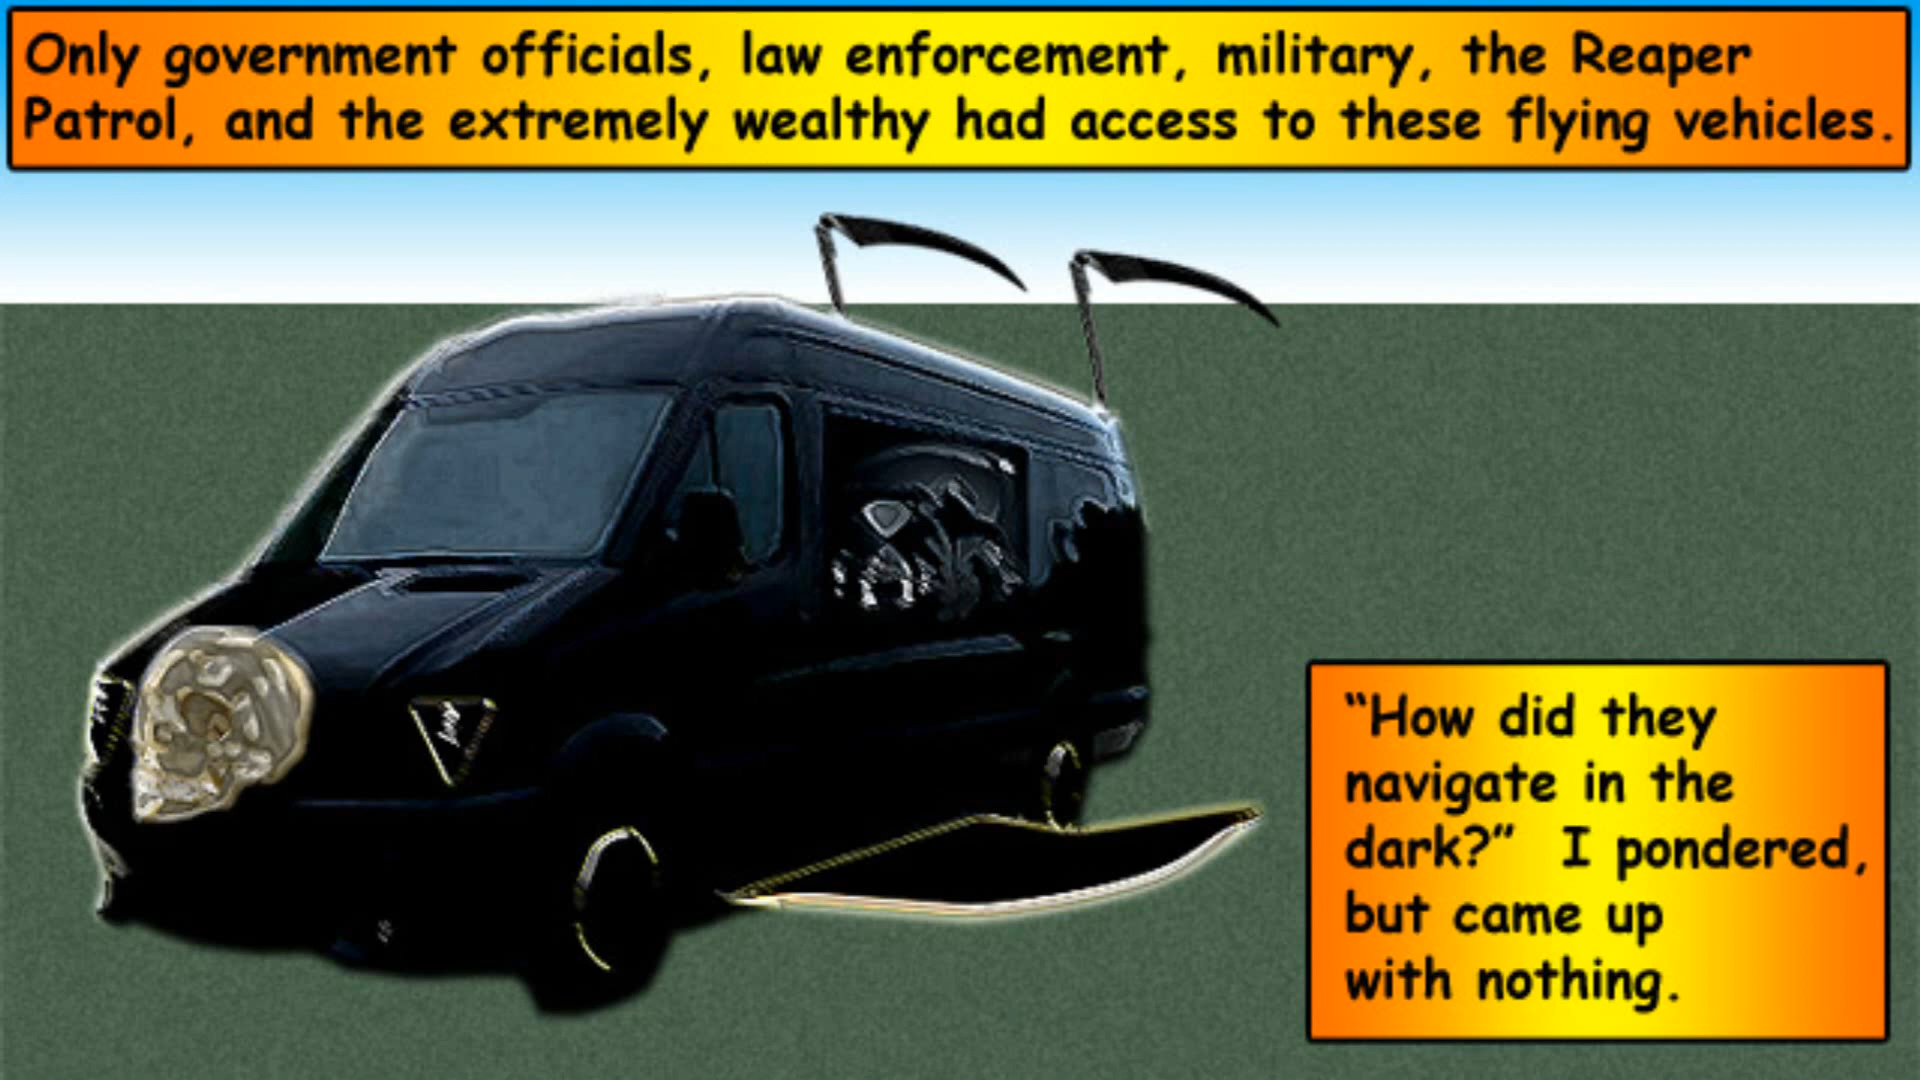 Only government officials, law enforcement, military, the Reaper
Patrol, and the extremely wealthy had access to these flying vehicles.
“How did they
navigate in the
dark?”  I pondered,
but came up
with nothing.